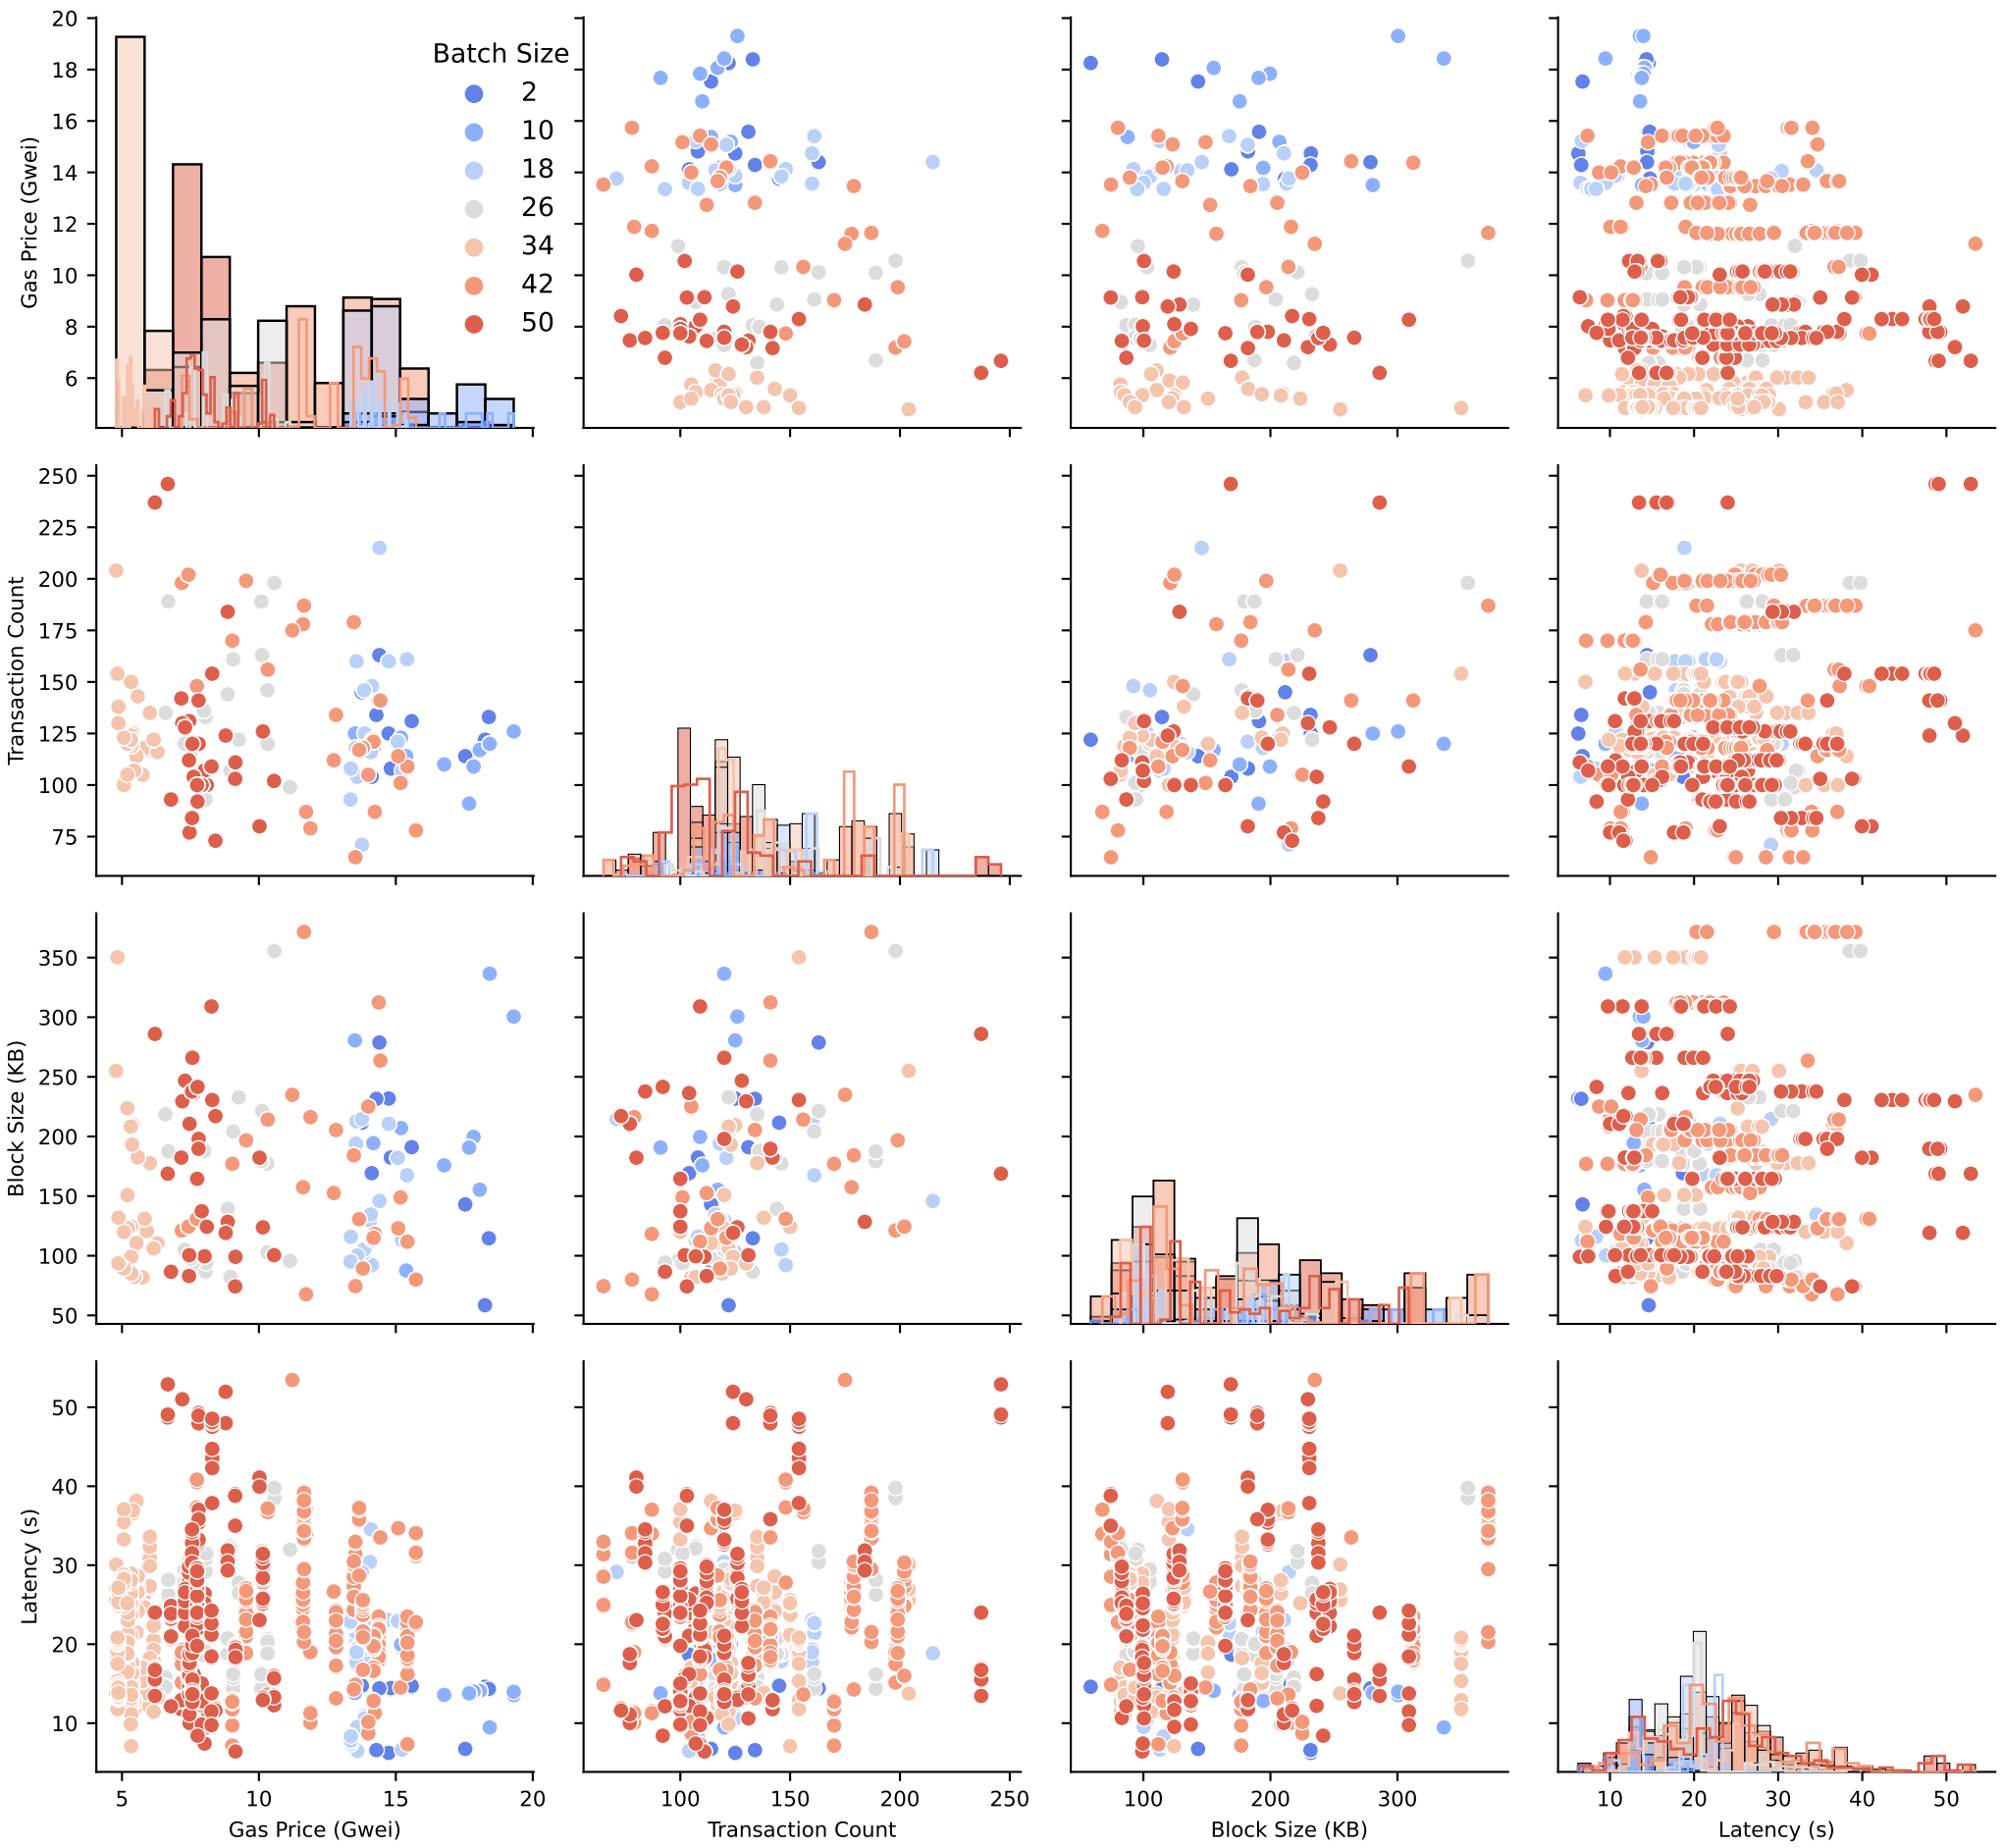 20
18
16
14
12
10
8
6
Gas Price (Gwei)
Batch Size
2
10
18
26
34
42
50
250
225
200
175
150
125
100
75
Transaction Count
350
300
250
200
150
100
50
Block Size (KB)
50
40
30
20
10
Latency (s)
5 10 15 20
Gas Price (Gwei)
100 150 200 250
Transaction Count
100 200 300
Block Size (KB)
10 20 30 40 50
Latency (s)